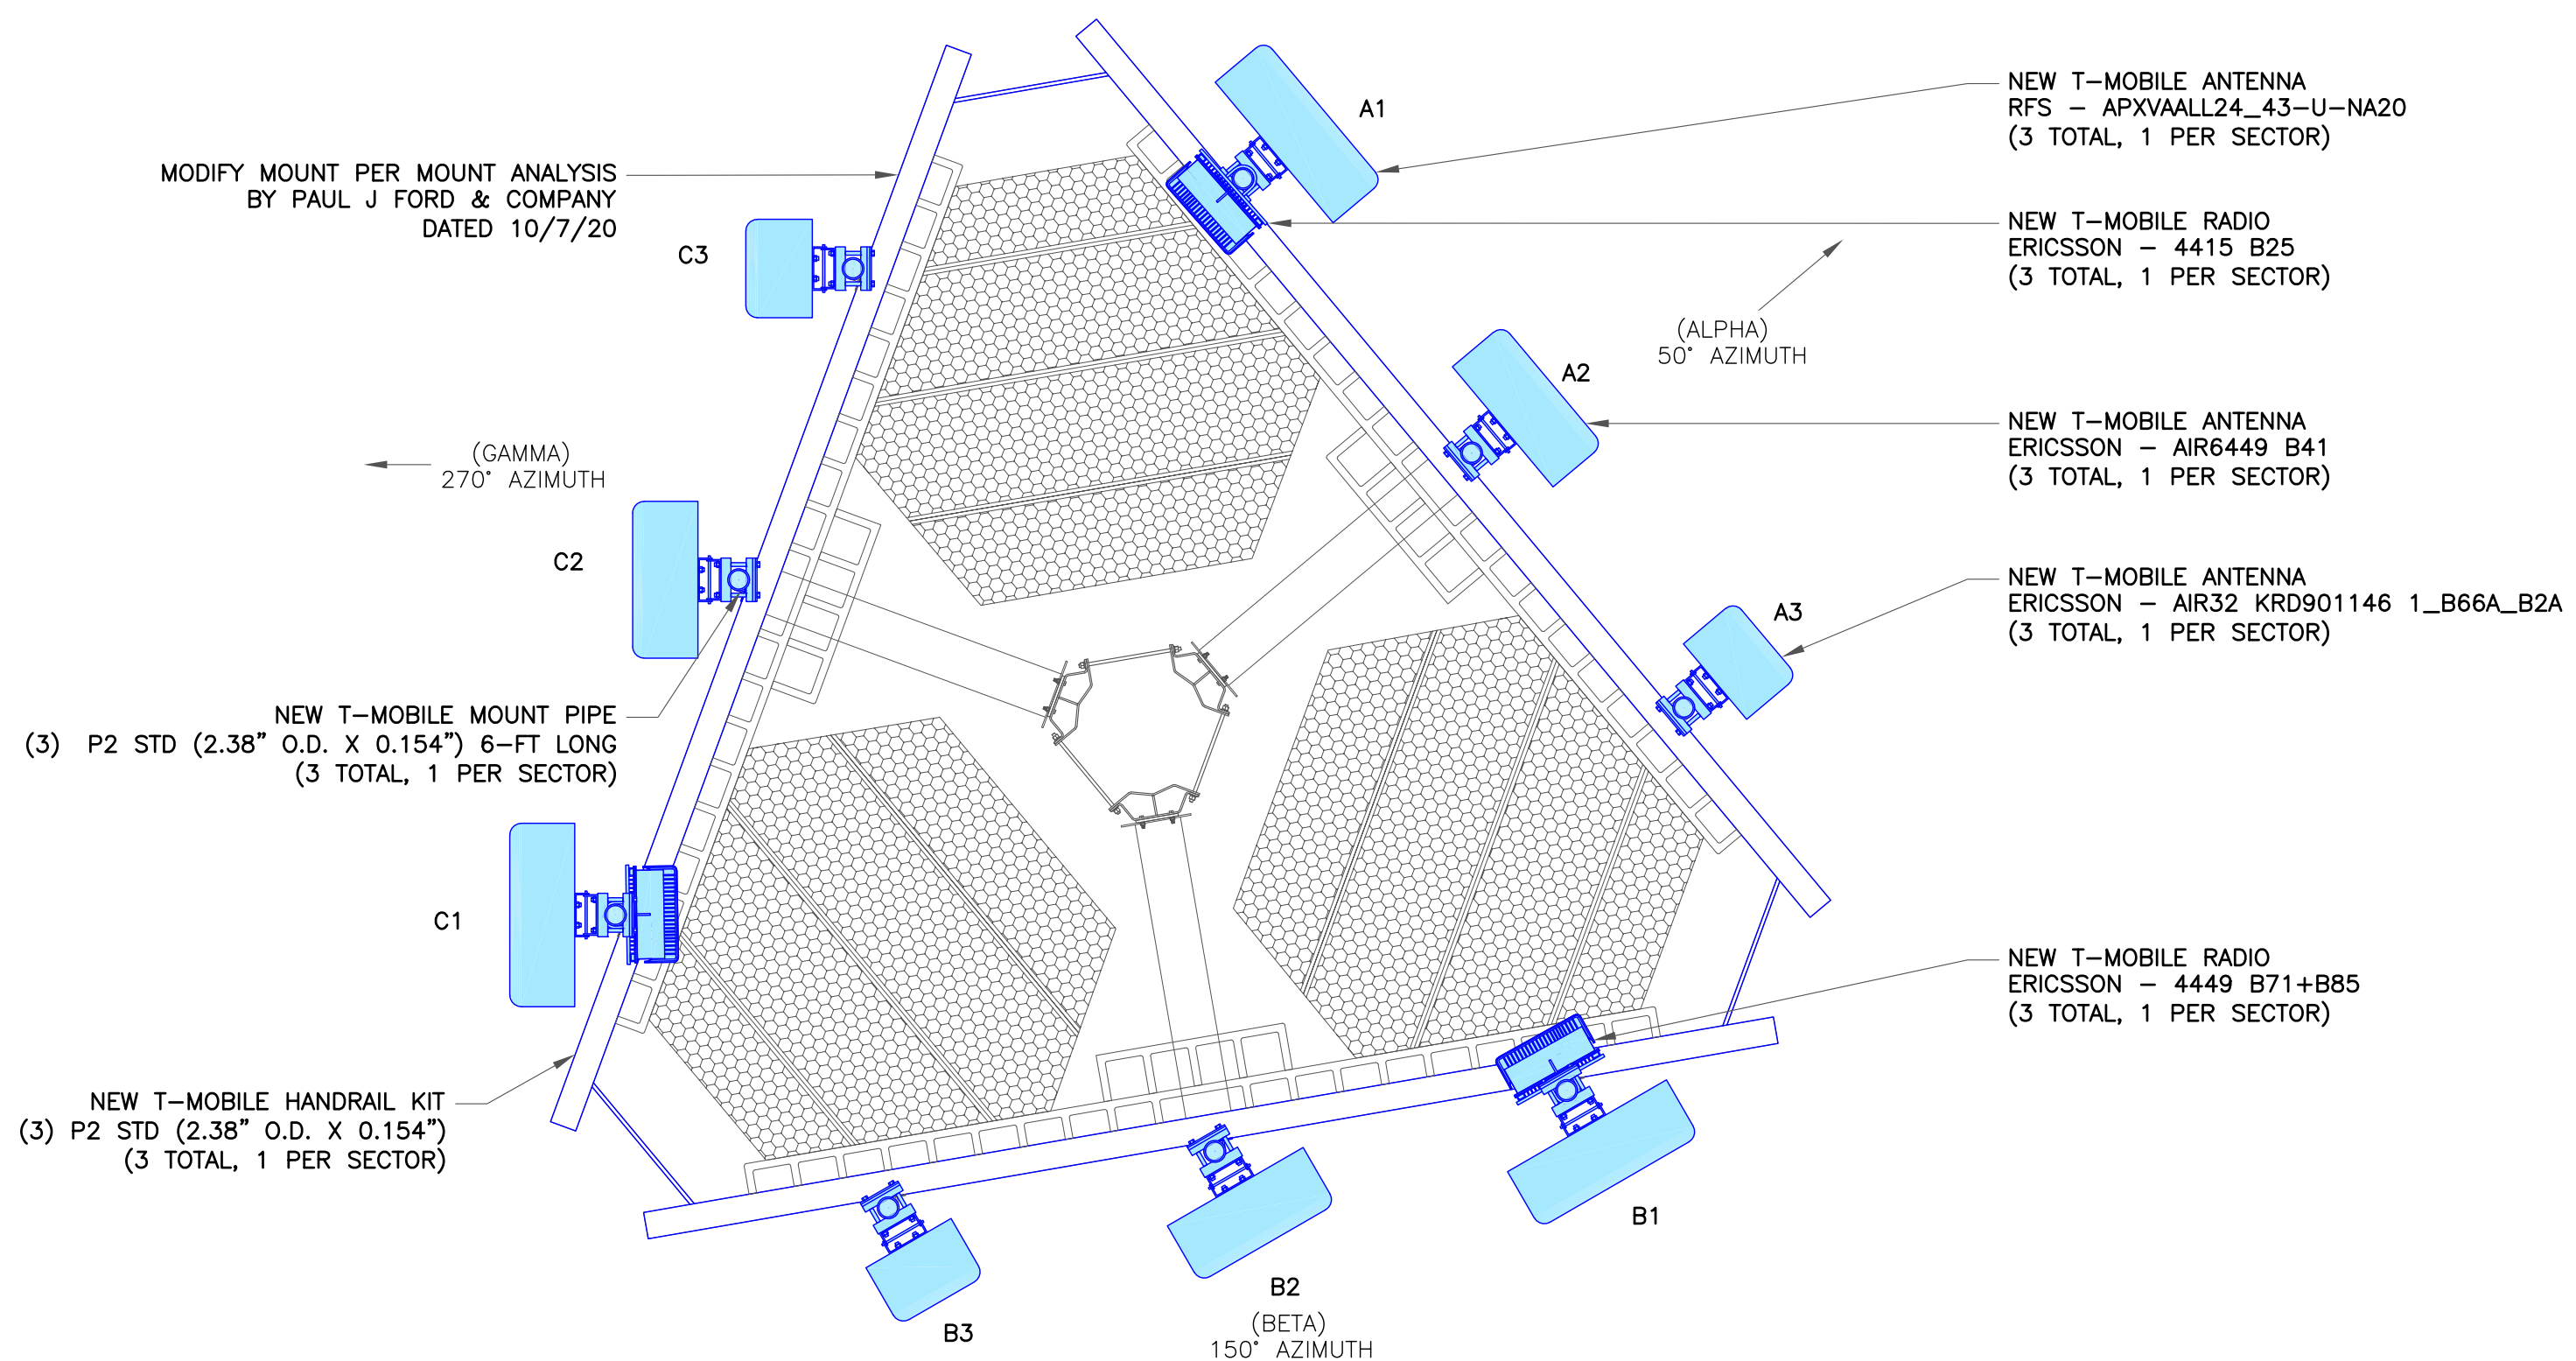 NEW T-MOBILE ANTENNA
RFS - APXVAALL24_43-U-NA20
(3 TOTAL, 1 PER SECTOR)
A1
MODIFY MOUNT PER MOUNT ANALYSIS
BY PAUL J FORD & COMPANY
DATED 10/7/20
NEW T-MOBILE RADIO
ERICSSON - 4415 B25
(3 TOTAL, 1 PER SECTOR)
C3
(ALPHA)
50° AZIMUTH
A2
NEW T-MOBILE ANTENNA
ERICSSON - AIR6449 B41
(3 TOTAL, 1 PER SECTOR)
(GAMMA)
270° AZIMUTH
C2
NEW T-MOBILE ANTENNA
ERICSSON - AIR32 KRD901146 1_B66A_B2A
(3 TOTAL, 1 PER SECTOR)
A3
NEW T-MOBILE MOUNT PIPE
(3) P2 STD (2.38" O.D. X 0.154") 6-FT LONG
(3 TOTAL, 1 PER SECTOR)
C1
NEW T-MOBILE RADIO
ERICSSON - 4449 B71+B85
(3 TOTAL, 1 PER SECTOR)
NEW T-MOBILE HANDRAIL KIT
(3) P2 STD (2.38" O.D. X 0.154")
(3 TOTAL, 1 PER SECTOR)
B1
B2
(BETA)
150° AZIMUTH
B3